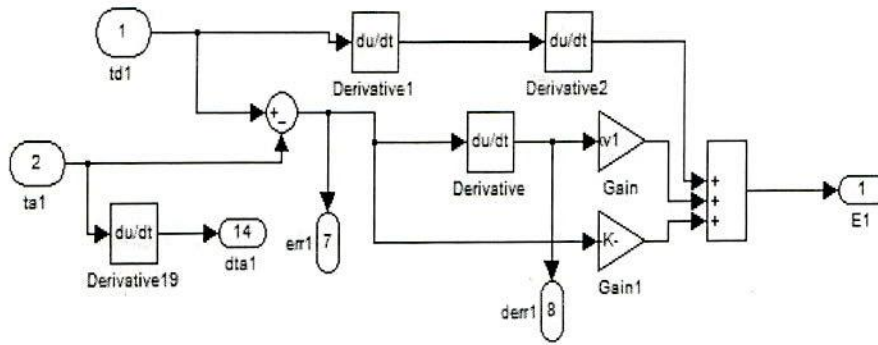 1
td1
du/dt
Derivative1
du/dt
Derivative2
+
-
2
ta1
du/dt
Derivative19
14
dta1
err1
7
du/dt
Derivative
derr1
8
kv1
Gain
K-
Gain1
+
+
+
1
E1